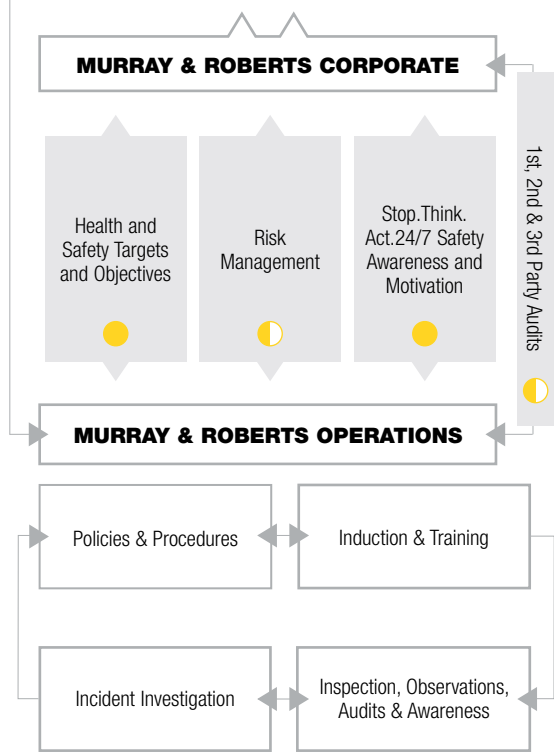 MURRAY & ROBERTS CORPORATE
Health and
Safety Targets
and Objectives
Risk
Management
Stop.Think.
Act.24/7 Safety
Awareness and
Motivation
1st, 2nd & 3rd Party Audits
MURRAY & ROBERTS OPERATIONS
Policies & Procedures
Induction & Training
Incident Investigation
Inspection, Observations,
Audits & Awareness